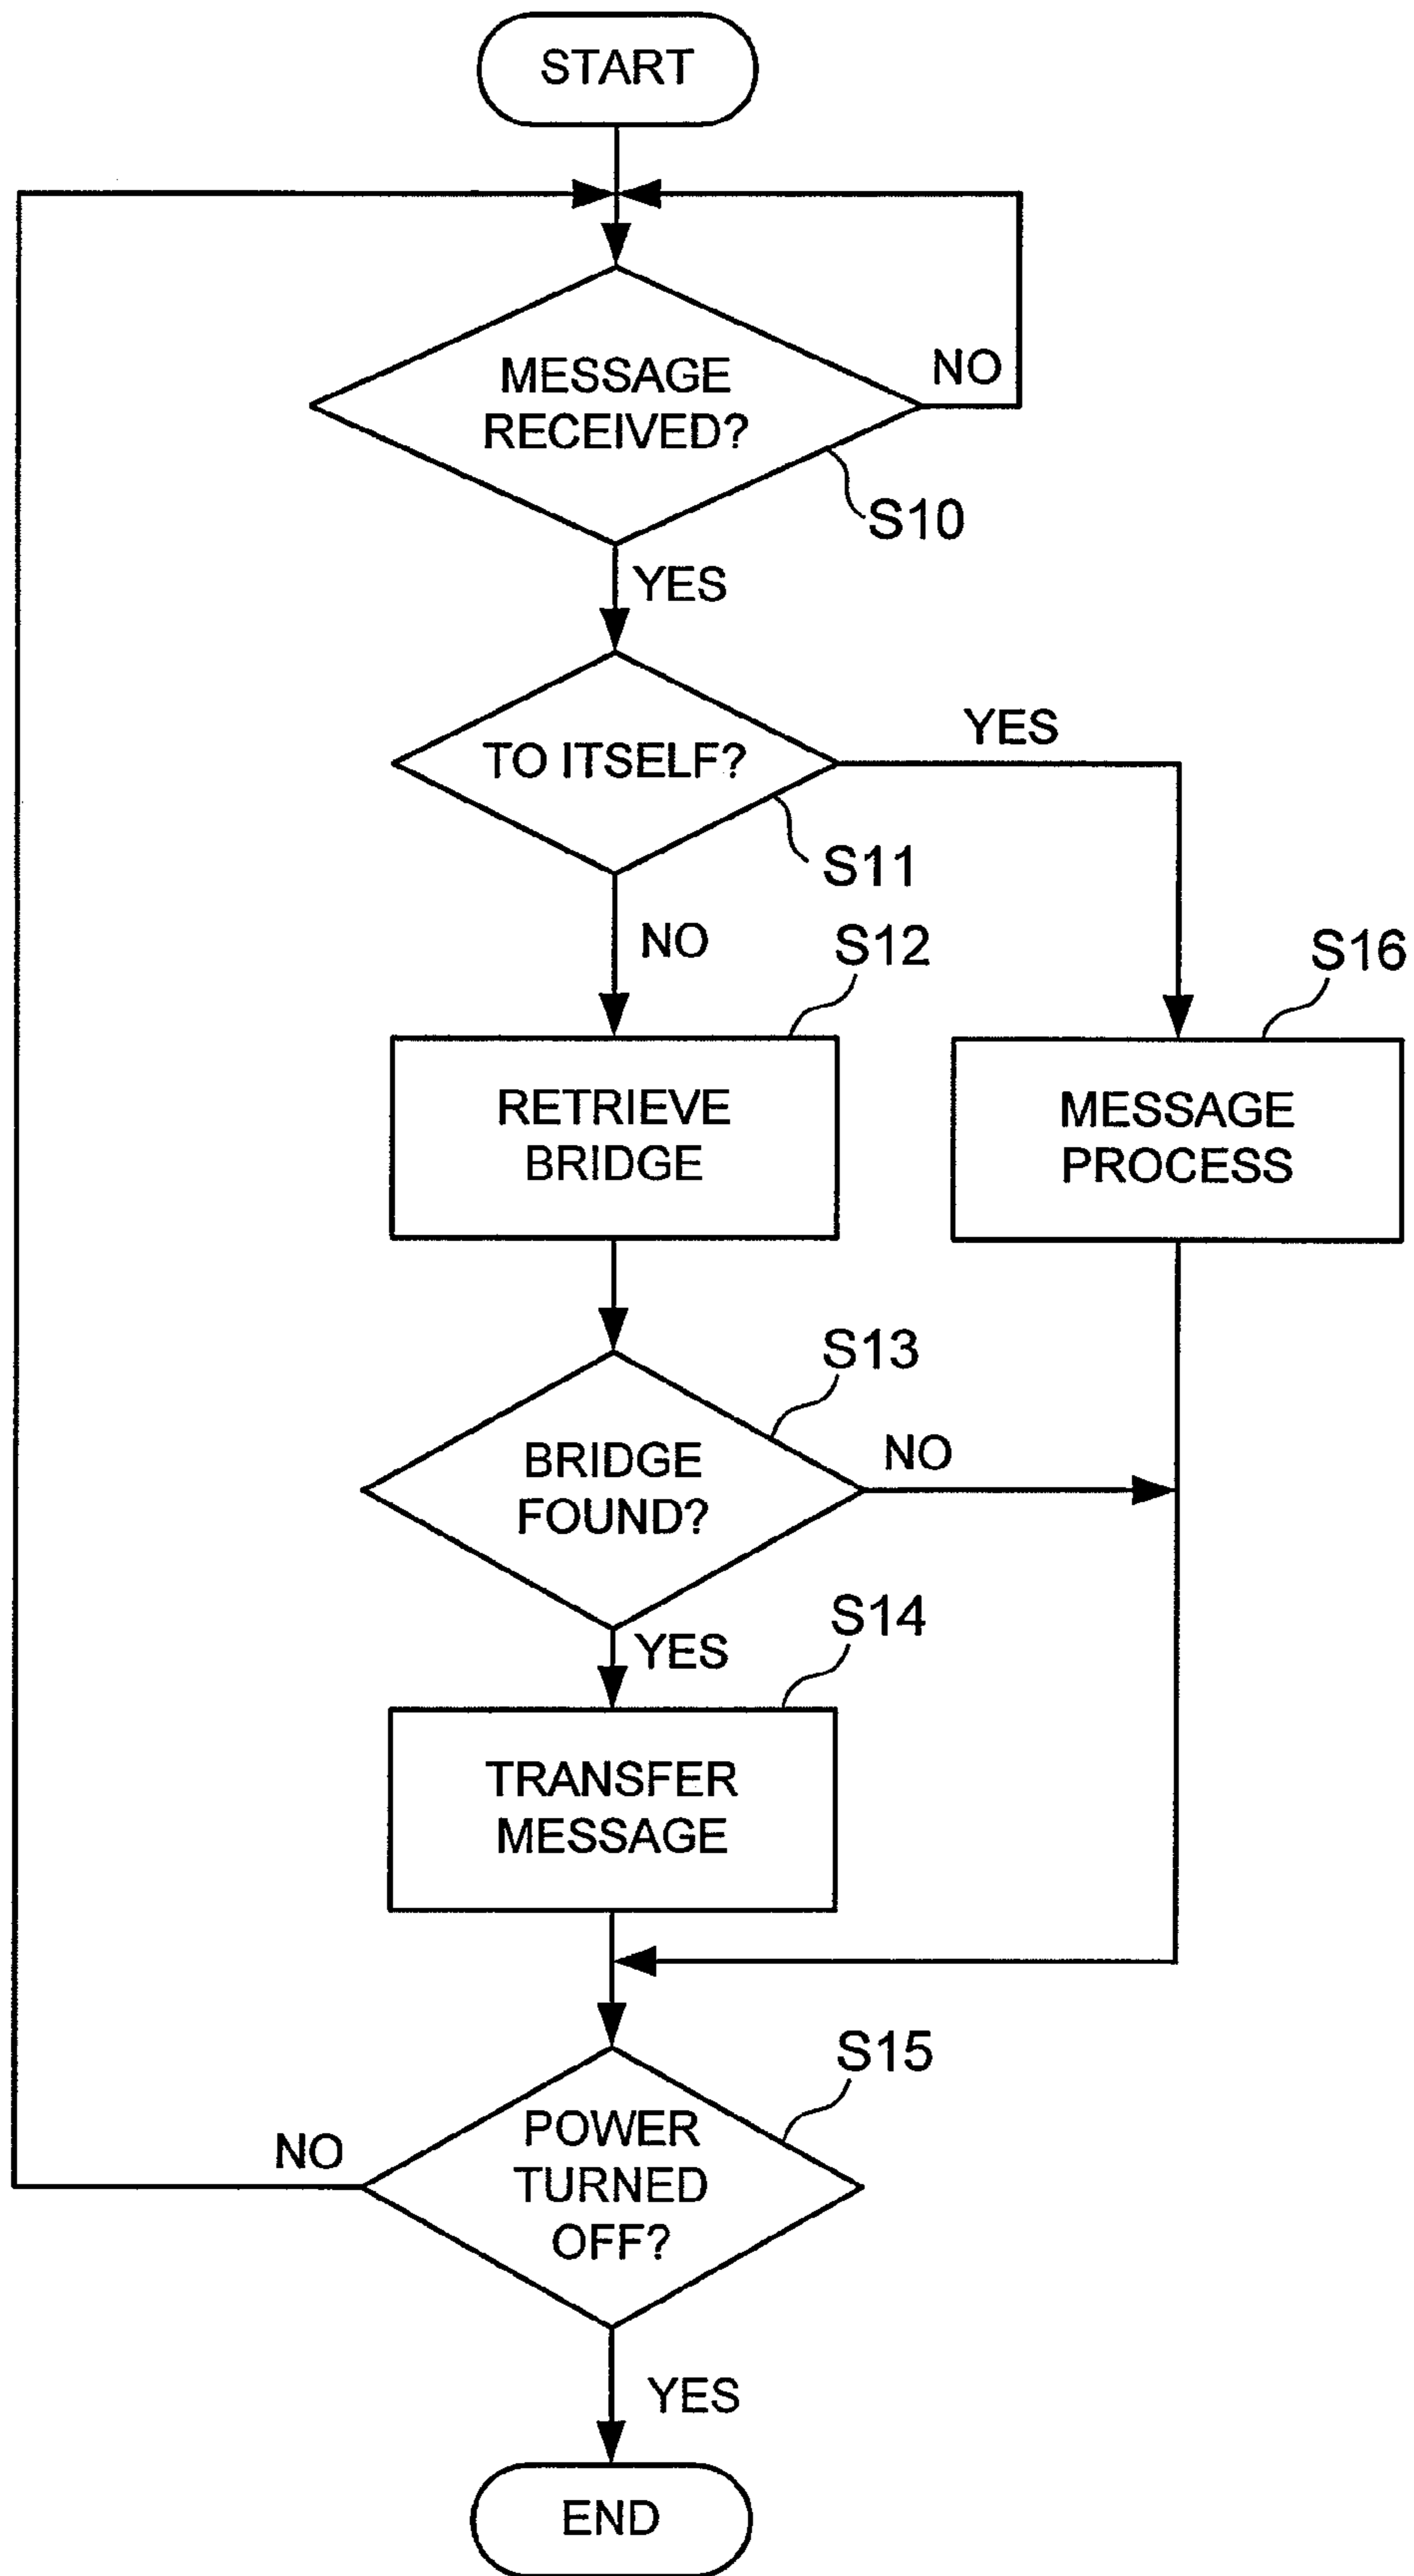 START
MESSAGE
RECEIVED?
NO
S10
YES
TO ITSELF?
YES
S11
NO
S12
S16
RETRIEVE
BRIDGE
MESSAGE
PROCESS
S13
BRIDGE
FOUND?
NO
S14
YES
TRANSFER
MESSAGE
S15
POWER
TURNED
OFF?
NO
YES
END